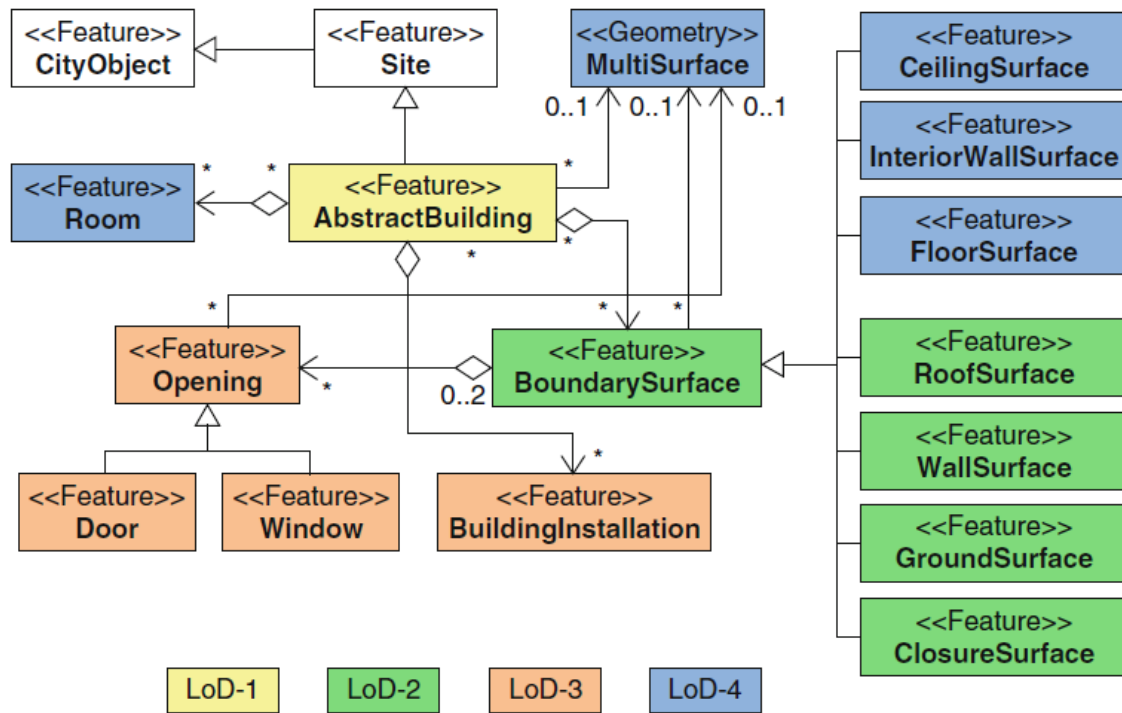 <<Feature>>
CityObject
<<Feature>>
Site
<<Geometry>>
MultiSurface
<<Feature>>
CeilingSurface
0..1
0..1
0..1
<<Feature>>
InteriorWallSurface
*
*
*
<<Feature>>
Room
<<Feature>>
AbstractBuilding
<<Feature>>
FloorSurface
*
*
*
*
*
<<Feature>>
Opening
<<Feature>>
BoundarySurface
<<Feature>>
RoofSurface
*
0..2
<<Feature>>
WallSurface
*
<<Feature>>
Door
<<Feature>>
Window
<<Feature>>
BuildingInstallation
<<Feature>>
GroundSurface
<<Feature>>
ClosureSurface
LoD-1
LoD-2
LoD-3
LoD-4